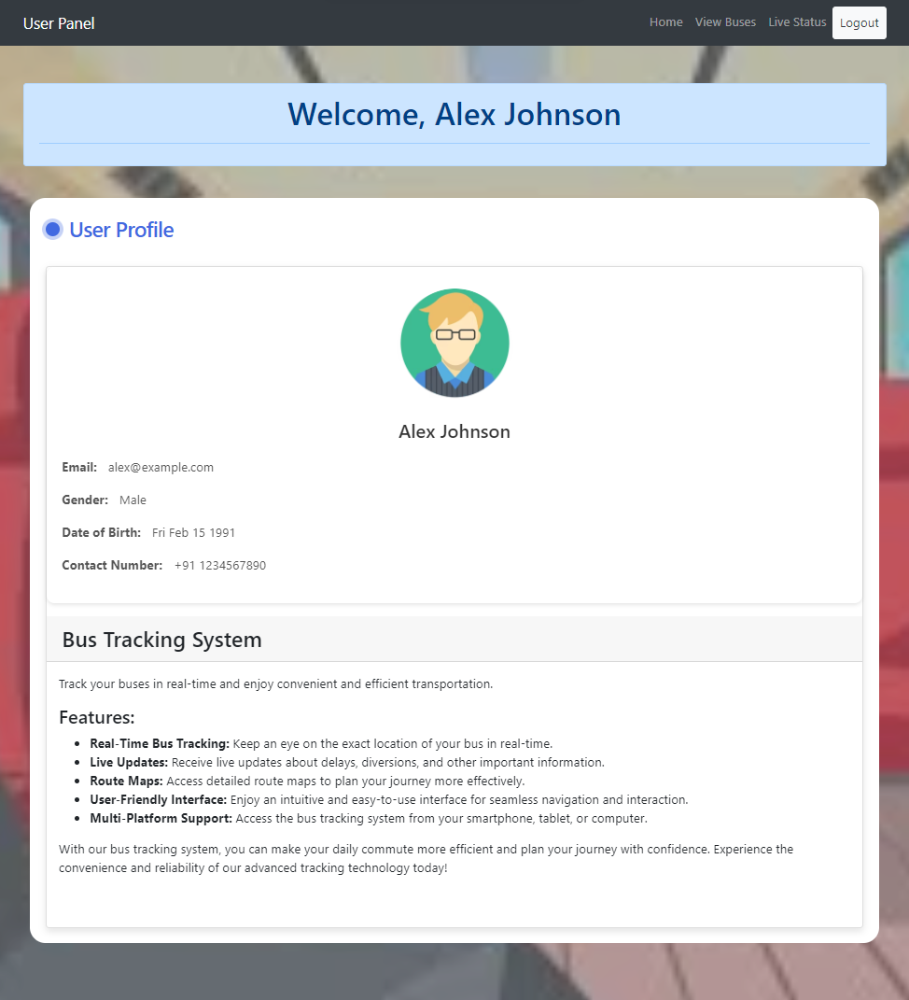 User Panel
Home View Buses Live Status Logout
Welcome, Alex Johnson
User Profile
Alex Johnson
Email: alex@example.com
Gender: Male
Date of Birth: Fri Feb 15 1991
Contact Number: +91 1234567890
Bus Tracking System
Track your buses in real-time and enjoy convenient and efficient transportation.
Features:
• Real-Time Bus Tracking: Keep an eye on the exact location of your bus in real-time.
• Live Updates: Receive live updates about delays, diversions, and other important information.
• Route Maps: Access detailed route maps to plan your journey more effectively.
• User-Friendly Interface: Enjoy an intuitive and easy-to-use interface for seamless navigation and interaction.
• Multi-Platform Support: Access the bus tracking system from your smartphone, tablet, or computer.
With our bus tracking system, you can make your daily commute more efficient and plan your journey with confidence. Experience the
convenience and reliability of our advanced tracking technology today!